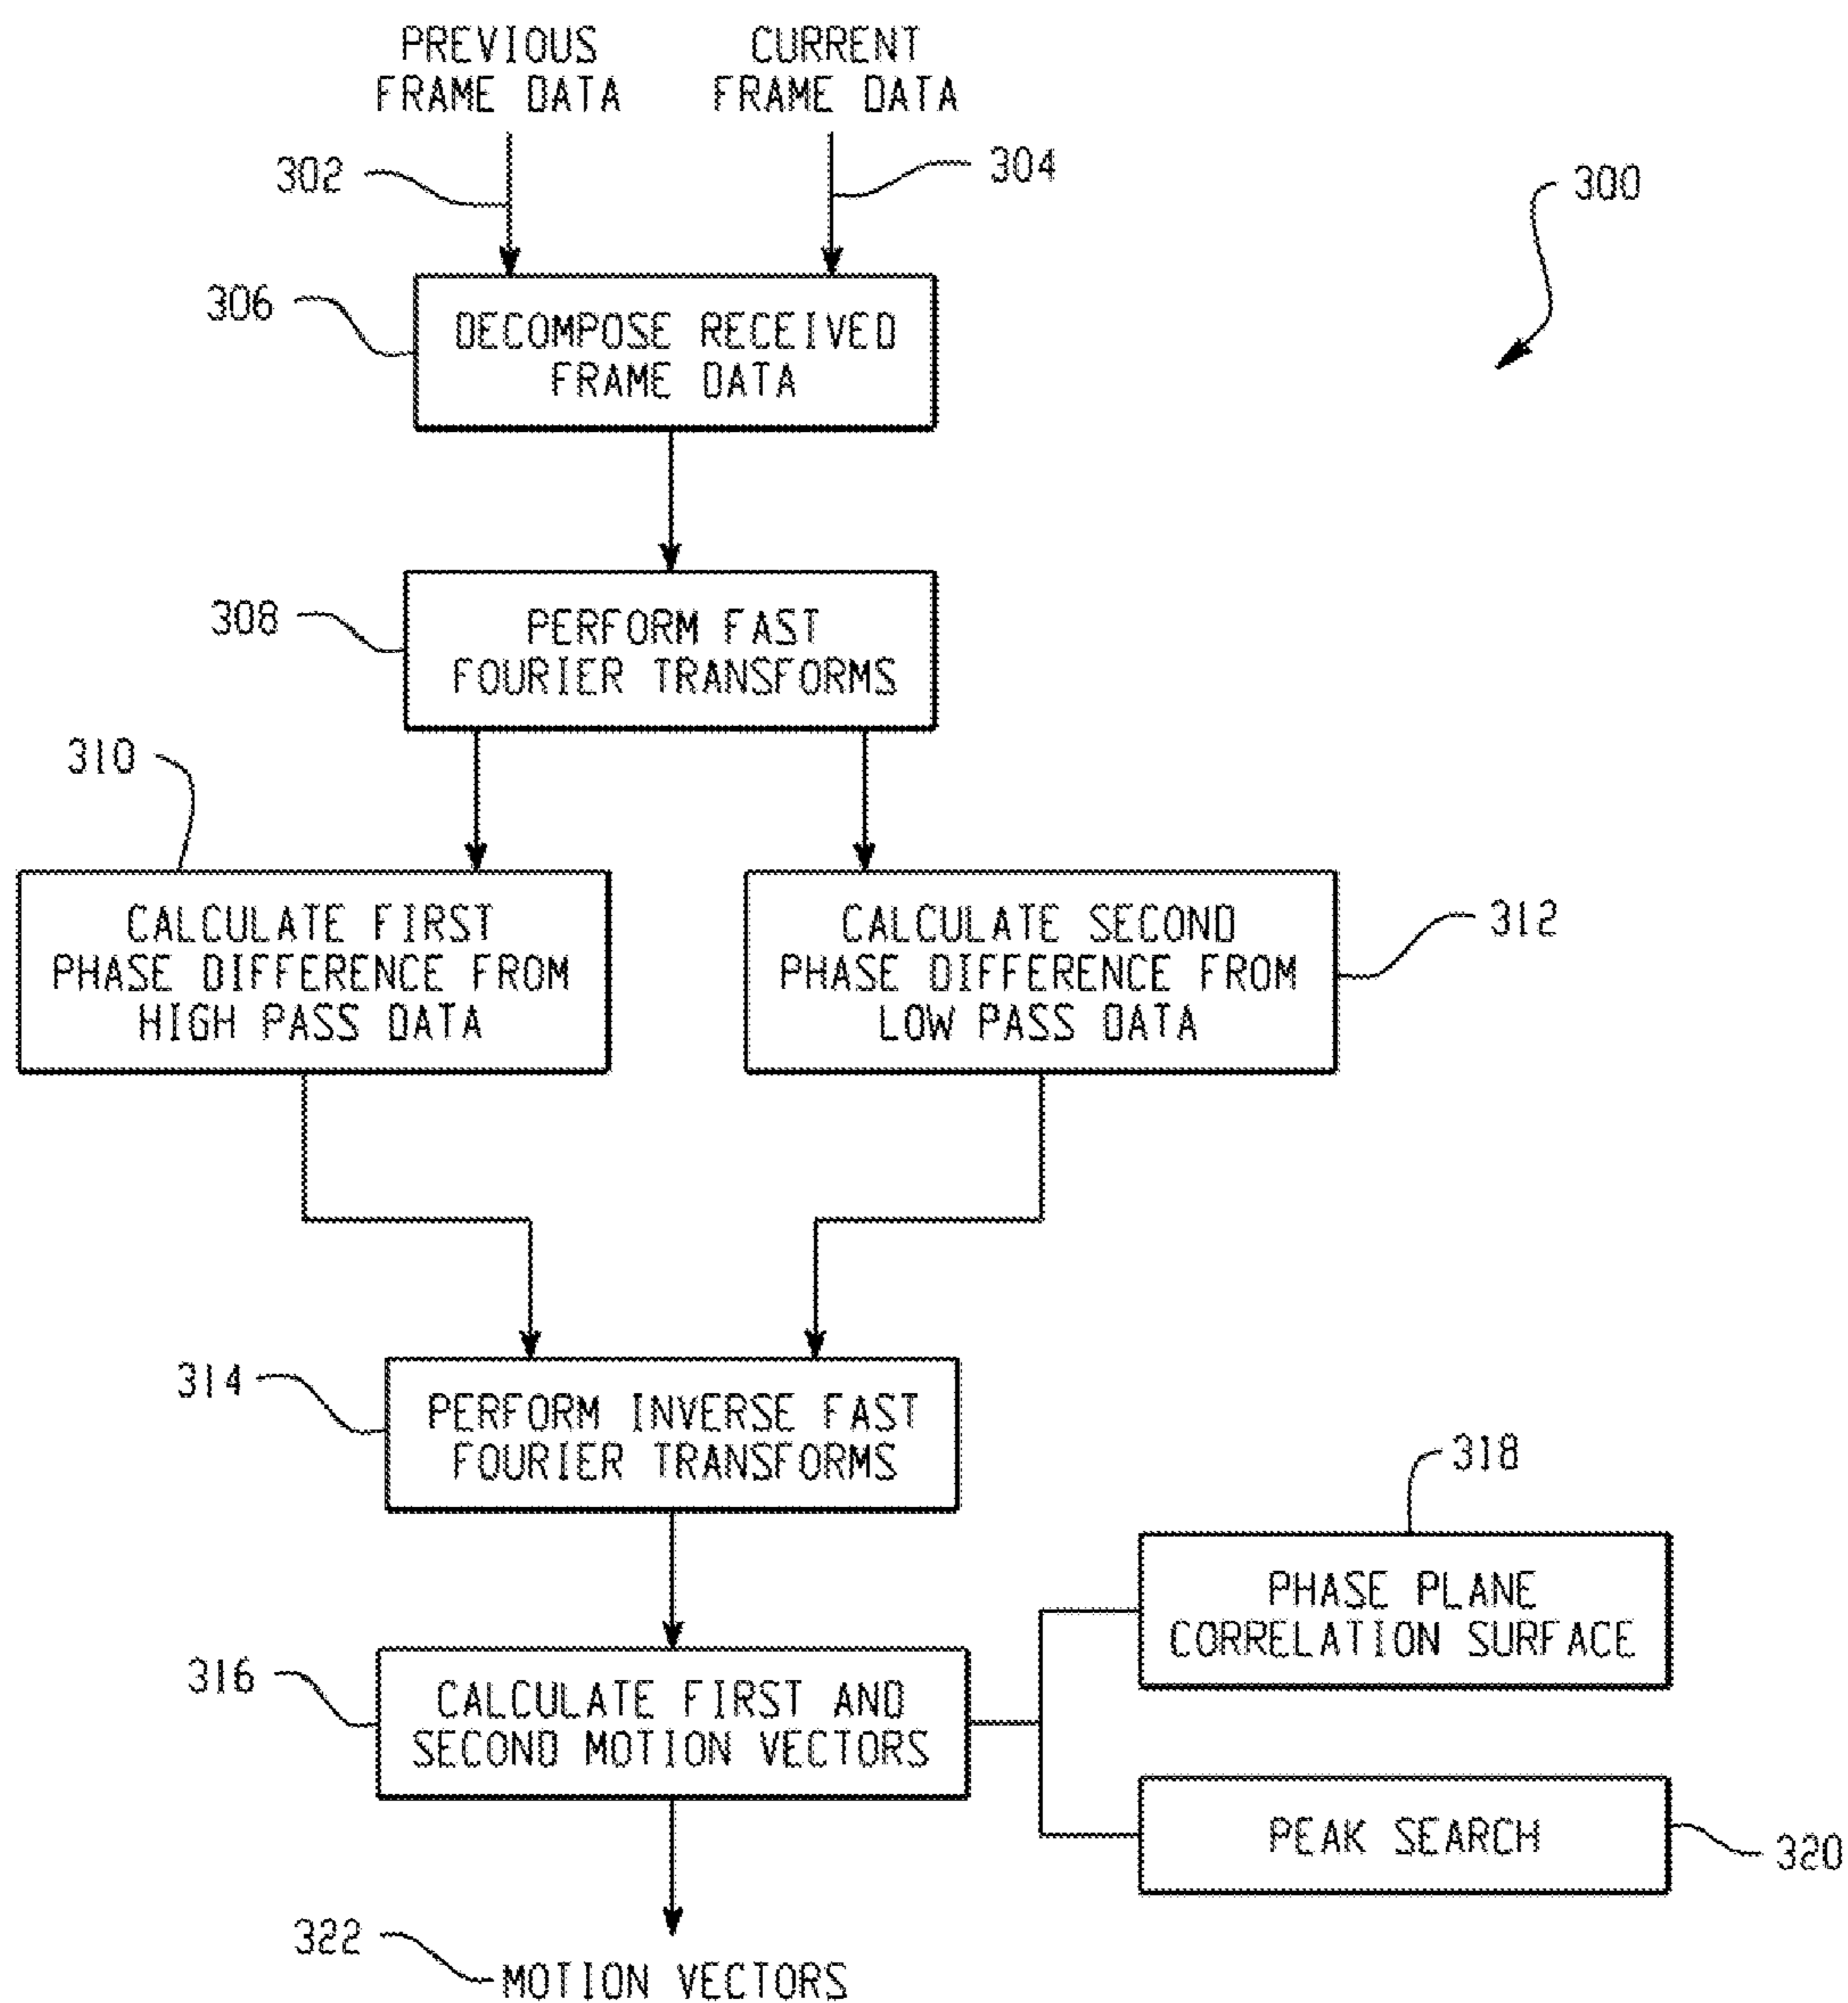 PREVIOUS
FRAME DATA
CURRENT
FRAME DATA
302
304
300
306
DECOMPOSE RECEIVED
FRAME DATA
308
PERFORM FAST
FOURIER TRANSFORMS
310
CALCULATE FIRST
PHASE DIFFERENCE FROM
HIGH PASS DATA
CALCULATE SECOND
PHASE DIFFERENCE FROM
LOW PASS DATA
312
314
PERFORM INVERSE FAST
FOURIER TRANSFORMS
318
PHASE PLANE
CORRELATION SURFACE
316
CALCULATE FIRST AND
SECOND MOTION VECTORS
PEAK SEARCH
320
322
MOTION VECTORS